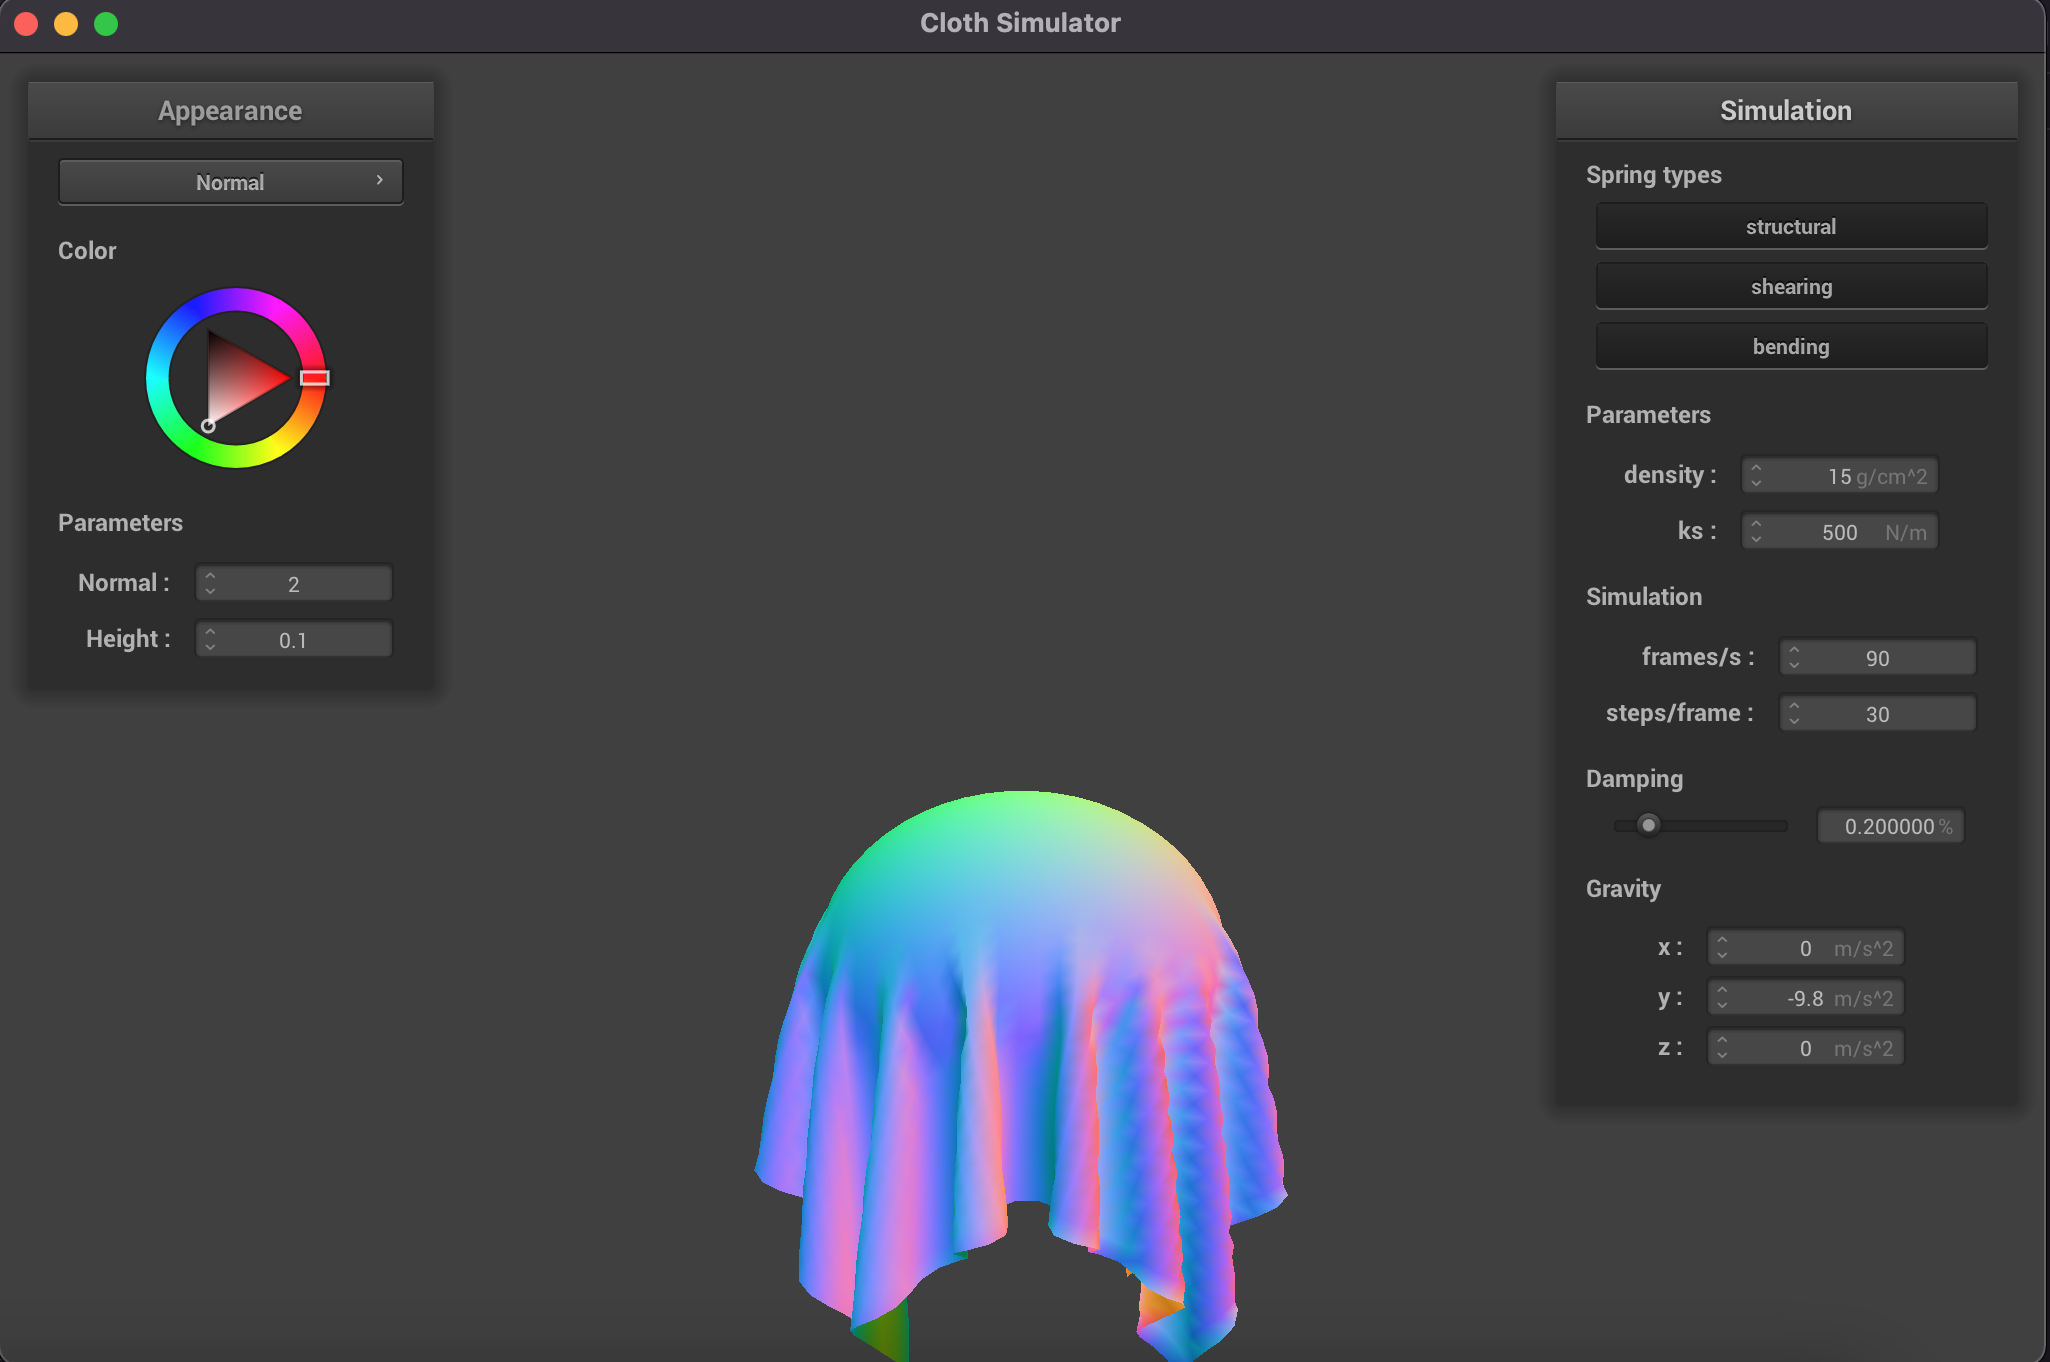 Cloth Simulator
Appearance
Normal
Color
Parameters
Normal : 2
Height : 0.1
Simulation
Spring types
structural
shearing
bending
Parameters
density : 15 g/cm^2
ks : 500 N/m
Simulation
frames/s : 90
steps/frame : 30
Damping
0.200000 %
Gravity
x : 0 m/s^2
y : -9.8 m/s^2
z : 0 m/s^2